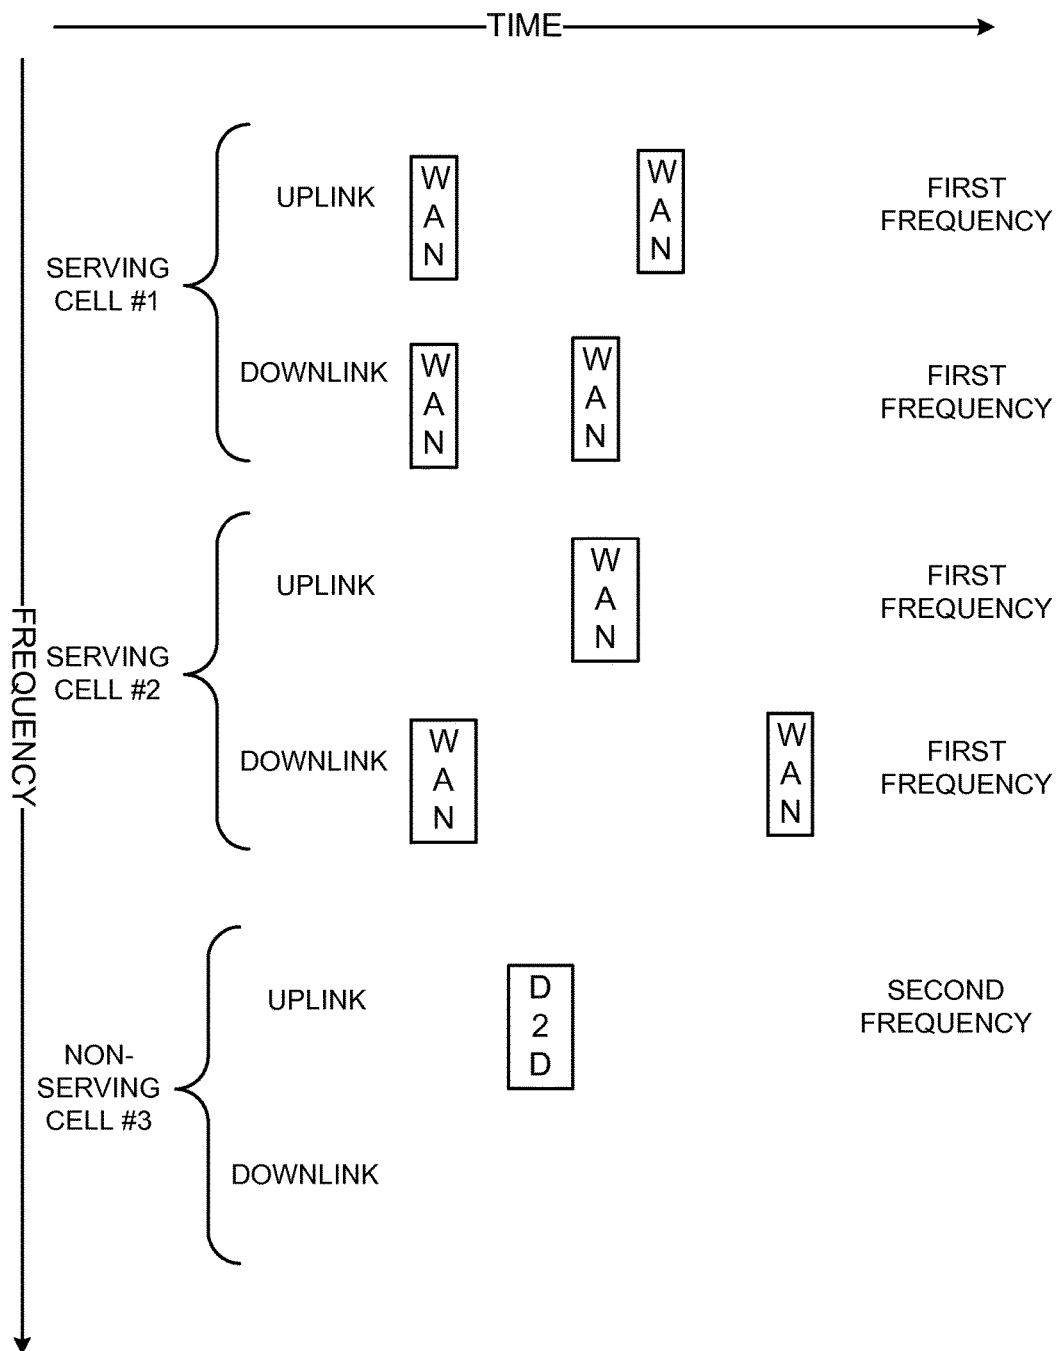 TIME
UPLINK
W
A
N
W
A
N
FIRST
FREQUENCY
SERVING
CELL #1
DOWNLINK
W
A
N
W
A
N
FIRST
FREQUENCY
UPLINK
W
A
N
FIRST
FREQUENCY
FREQUENCY
SERVING
CELL #2
DOWNLINK
W
A
N
W
A
N
FIRST
FREQUENCY
UPLINK
D
2
D
SECOND
FREQUENCY
NON-
SERVING
CELL #3
DOWNLINK